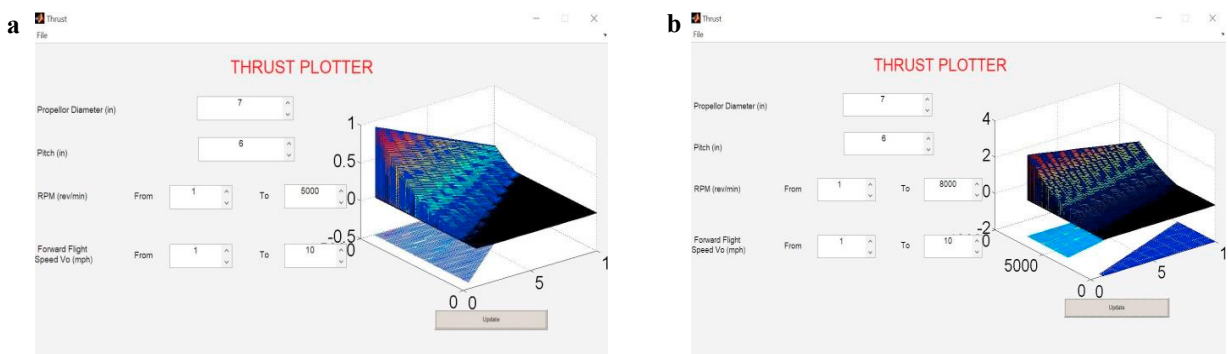 a
Thrust
File
THRUST PLOTTER
Propellor Diameter (in)
7
Pitch (in)
6
RPM (rev/min)
From
1
To
5000
Forward Flight
Speed Vo (mph)
From
1
To
10
1
0.5
0
-0.5
0
0 0
5
1
Update
b
Thrust
File
THRUST PLOTTER
Propellor Diameter (in)
7
Pitch (in)
6
RPM (rev/min)
From
1
To
8000
Forward Flight
Speed Vo (mph)
From
1
To
10
4
2
0
-2
0
5000
0 0
5
1
Update